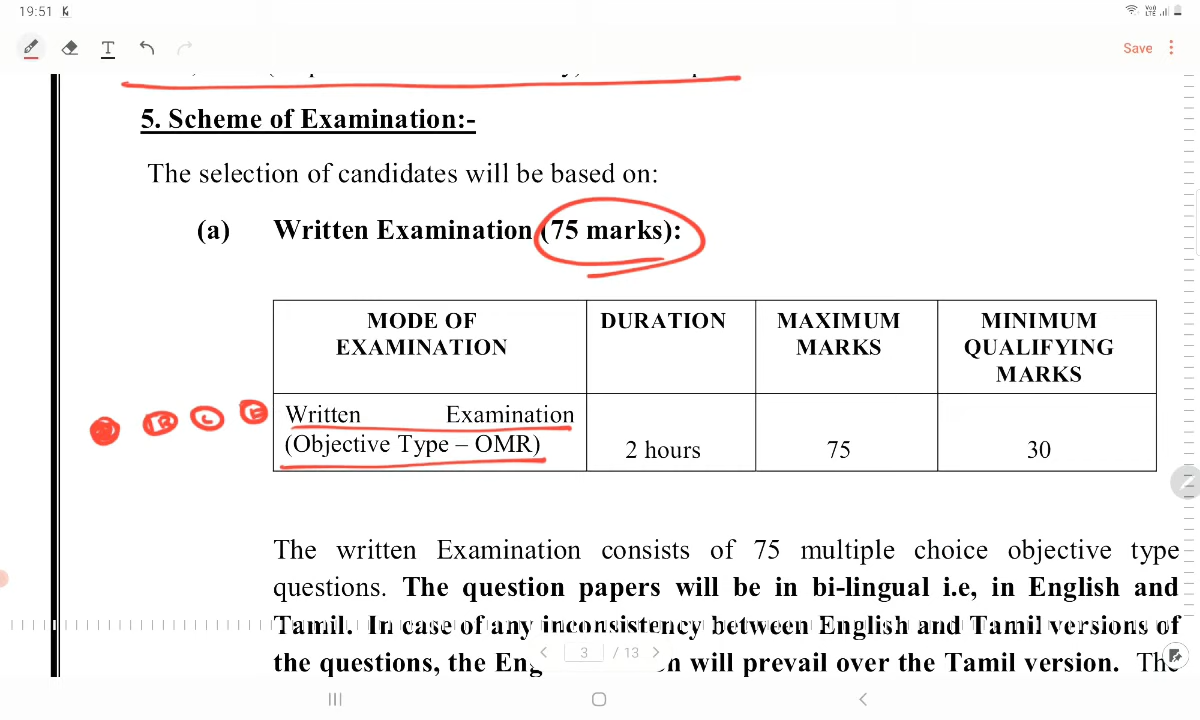 19:51
VoD LTE
T
Save
5. Scheme of Examination:-
The selection of candidates will be based on:
(a) Written Examination (75 marks):
MODE OF EXAMINATION DURATION MAXIMUM MARKS MINIMUM QUALIFYING MARKS
A B C D
Written Examination
(Objective Type – OMR) 2 hours 75 30
The written Examination consists of 75 multiple choice objective type
questions. The question papers will be in bi-lingual i.e, in English and
Tamil. In case of any inconsistency between English and Tamil versions of
the questions, the will prevail over the Tamil version. The
3 / 13